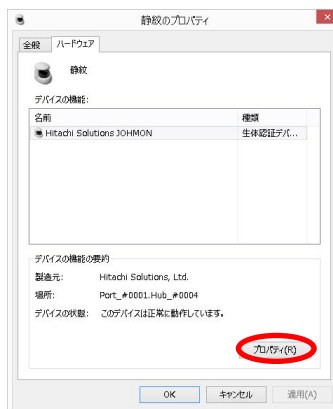 静紋のプロパティ
全般 ハードウェア
静紋
デバイスの機能:
名前 種類
Hitachi Solutions JOHMON 生体認証デバ...
デバイスの機能の要約
製造元: Hitachi Solutions, Ltd.
場所: Port_#0001.Hub_#0004
デバイスの状態: このデバイスは正常に動作しています。
プロパティ(R)
OK キャンセル 適用(A)